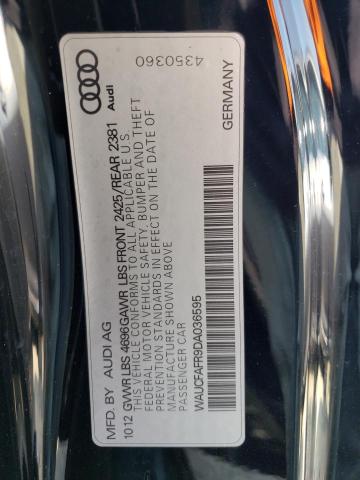 MFD. BY AUDI AG
10 12 GVWR LBS 4696 GAWR LBS FRONT 2425/REAR 2381
THIS VEHICLE CONFORMS TO ALL APPLICABLE U.S.
FEDERAL MOTOR VEHICLE SAFETY, BUMPER AND THEFT
PREVENTION STANDARDS IN EFFECT ON THE DATE OF
MANUFACTURE SHOWN ABOVE
PASSENGER CAR
WAUCFAFR9DA036595
Audi
4350360
GERMANY